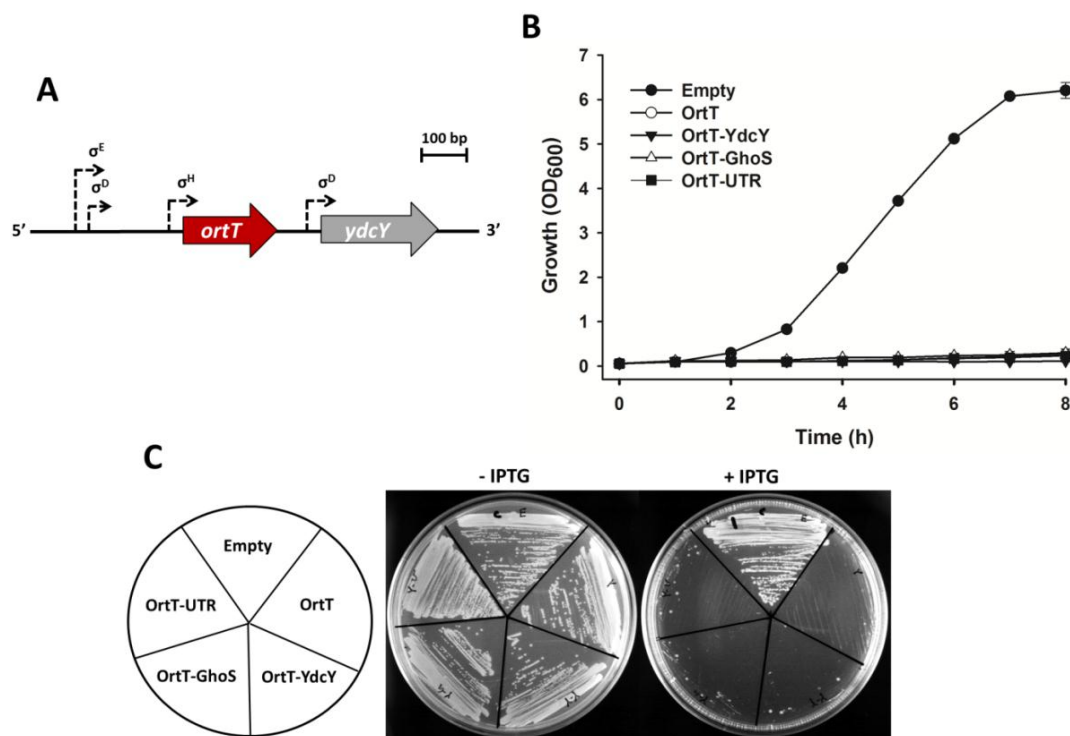 A
σE
σD
σH
σD
100 bp
5’
ortT
ydcY
3’
B
Growth (OD600)
7
6
5
4
3
2
1
0
Empty
OrtT
OrtT-YdcY
OrtT-GhoS
OrtT-UTR
0 2 4 6 8
Time (h)
C
Empty
OrtT-UTR
OrtT
OrtT-GhoS
OrtT-YdcY
- IPTG
+ IPTG
E
E